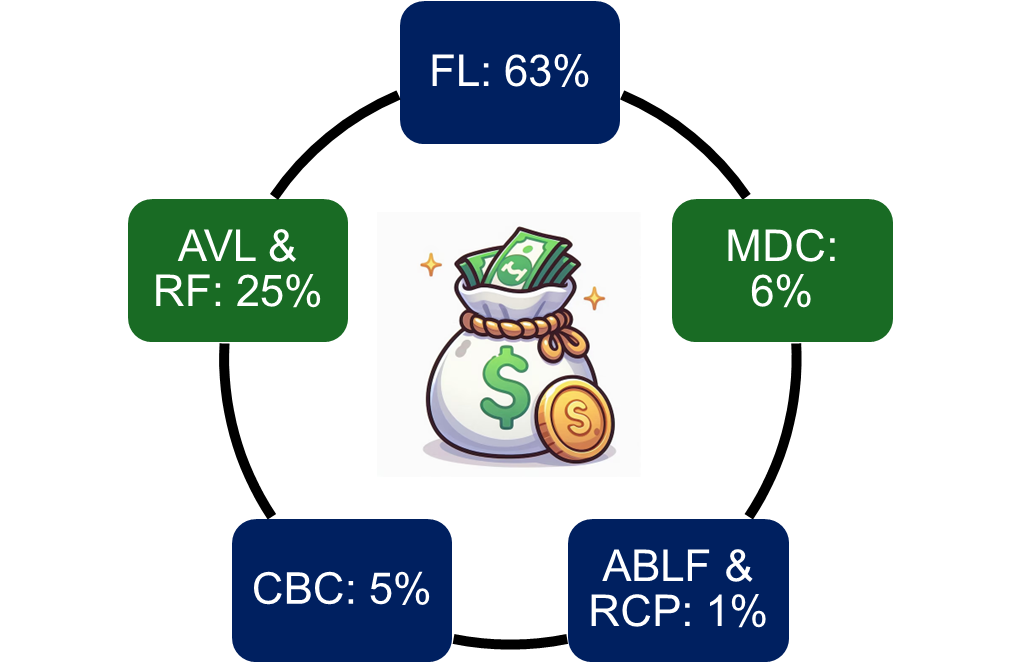 FL: 63%
AVL &
RF: 25%
MDC:
6%
$
$
CBC: 5%
ABLF &
RCP: 1%